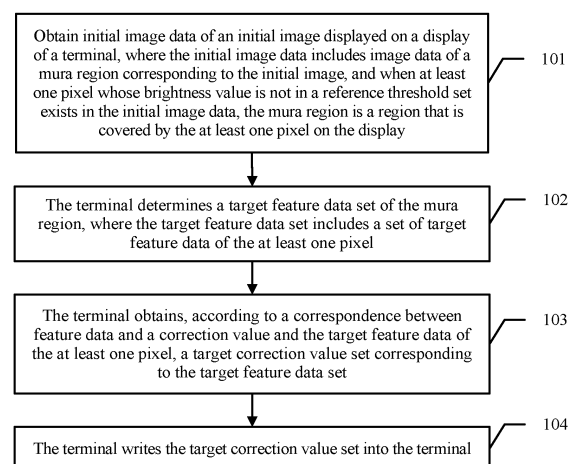 Obtain initial image data of an initial image displayed on a display
of a terminal, where the initial image data includes image data of a
mura region corresponding to the initial image, and when at least
one pixel whose brightness value is not in a reference threshold set
exists in the initial image data, the mura region is a region that is
covered by the at least one pixel on the display
101
The terminal determines a target feature data set of the mura
region, where the target feature data set includes a set of target
feature data of the at least one pixel
102
The terminal obtains, according to a correspondence between
feature data and a correction value and the target feature data of
the at least one pixel, a target correction value set corresponding
to the target feature data set
103
The terminal writes the target correction value set into the terminal
104